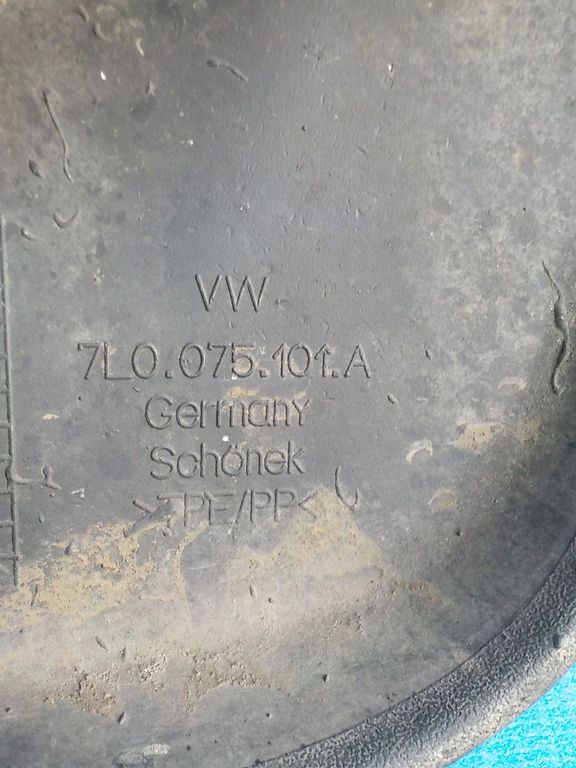 VW
7L0.075.101.A
Germany
Schönek
>TPE/PP<